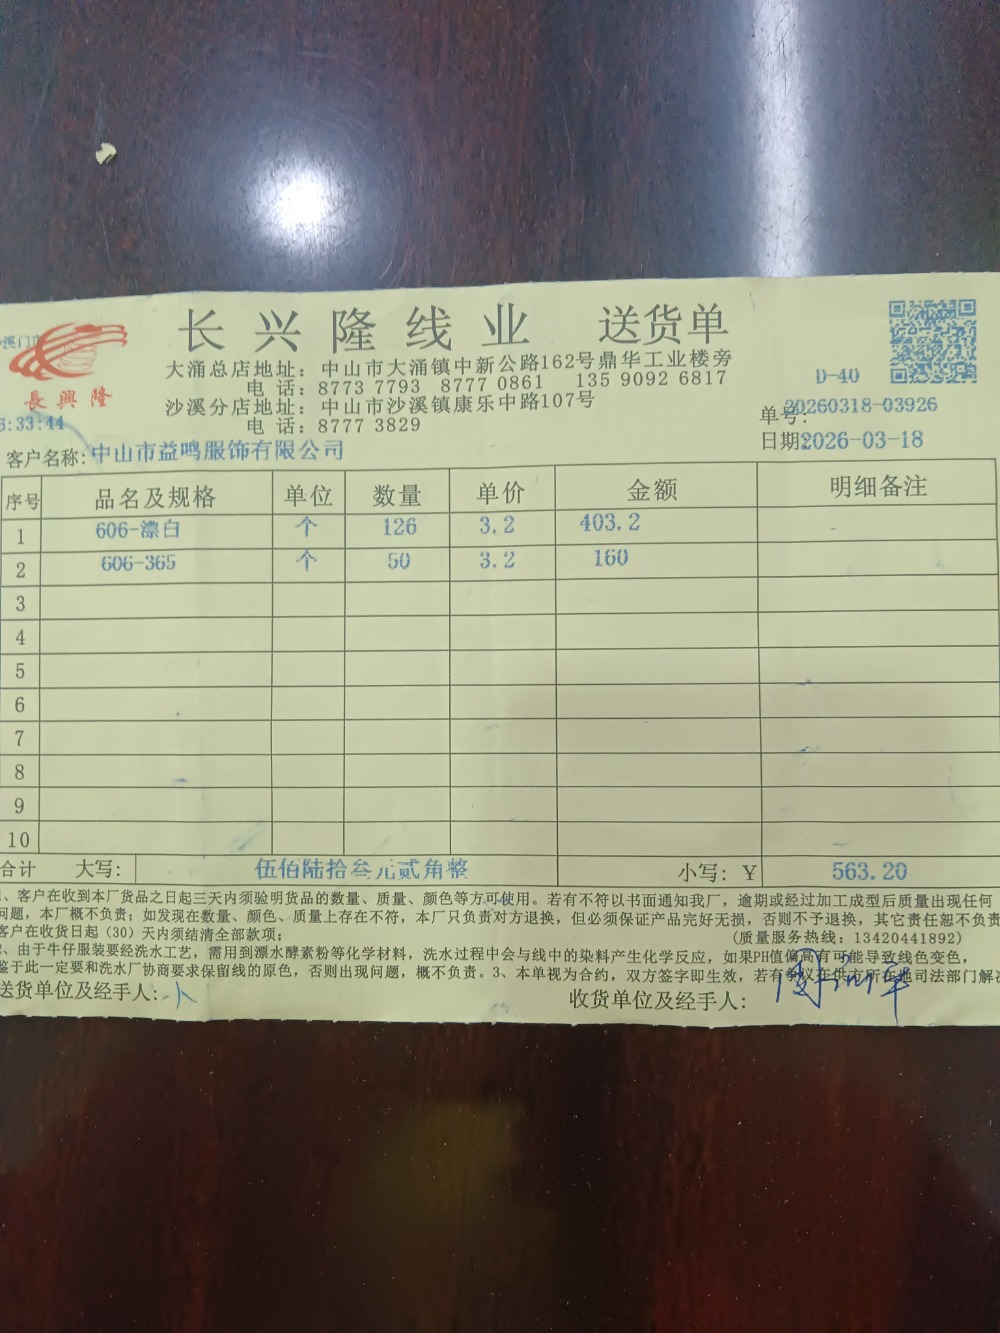 长兴隆线业 送货单
長興隆
大涌总店地址：中山市大涌镇中新公路162号鼎华工业楼旁
电 话：8773 7793 8777 0861 135 9092 6817
D-40
沙溪分店地址：中山市沙溪镇康乐中路107号
单号：20260318-03926
电 话：8777 3829
:33:44
日期：2026-03-18
客户名称：中山市益鸣服饰有限公司
序号 品名及规格 单位 数量 单价 金额 明细备注
1 606-漂白 个 126 3.2 403.2
2 606-365 个 50 3.2 160
3
4
5
6
7
8
9
10
合计 大写： 伍佰陆拾叁元贰角整 小写：￥ 563.20
1、客户在收到本厂货品之日起三天内须验明货品的数量、质量、颜色等方可使用。若有不符以书面通知我厂，逾期或经过加工成型后质量出现任何
问题，本厂概不负责；如发现在数量、颜色、质量上存在不符，本厂只负责对方退换，但必须保证产品完好无损，否则不予退换，其它责任恕不负责
客户在收货日起（30）天内须结清全部款项；
（质量服务热线：13420441892）
2、由于牛仔服装要经洗水工艺，需用到漂水酵素粉等化学材料，洗水过程中会与线中的染料产生化学反应，如果PH值偏高有可能导致线色变色，
鉴于此一定要和洗水厂协商要求保留线的原色，否则出现问题，概不负责。3、本单视为合约，双方签字即生效，若有争议在供方所在地司法部门解决
送货单位及经手人：
收货单位及经手人：